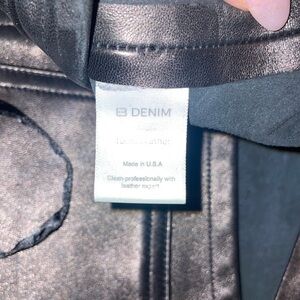 DENIM
Made in U.S.A
Clean professionally with
leather expert